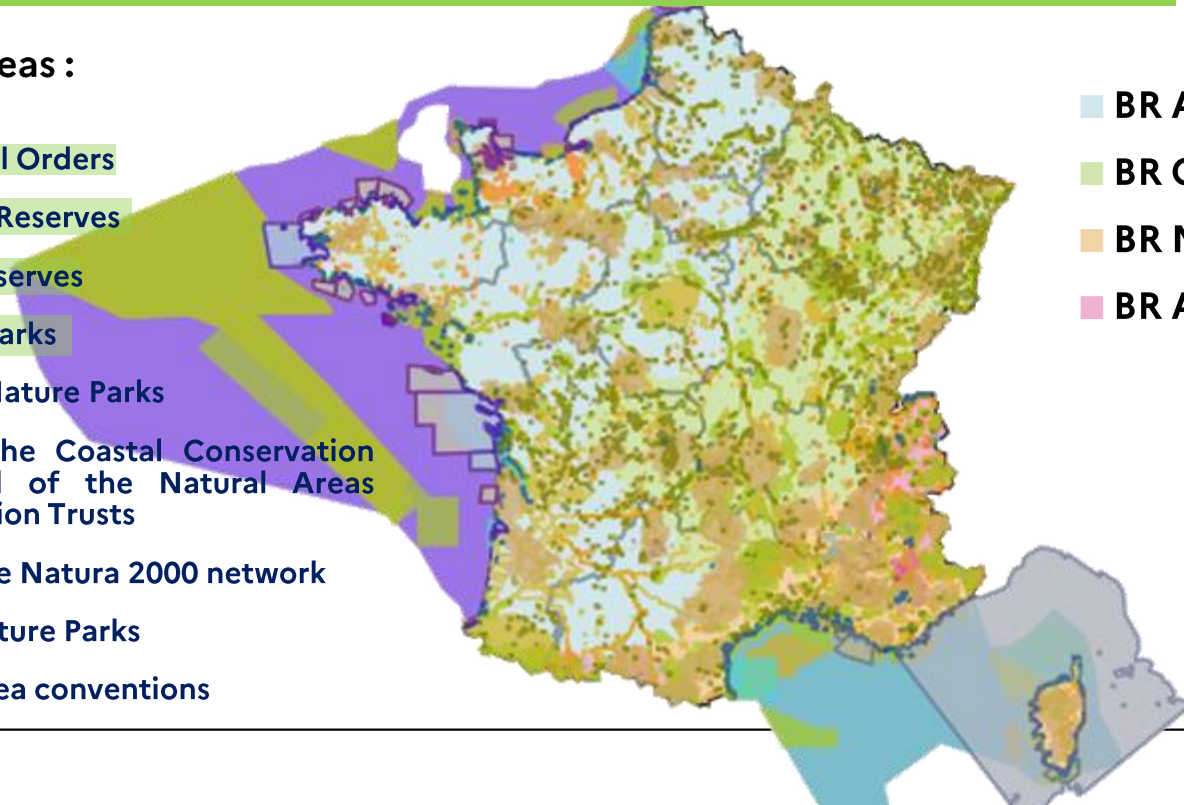 eas :
l Orders
Reserves
serves
arks
Nature Parks
he Coastal Conservation
l of the Natural Areas
ion Trusts
e Natura 2000 network
ture Parks
ea conventions
BR A
BR
BR N
BR A